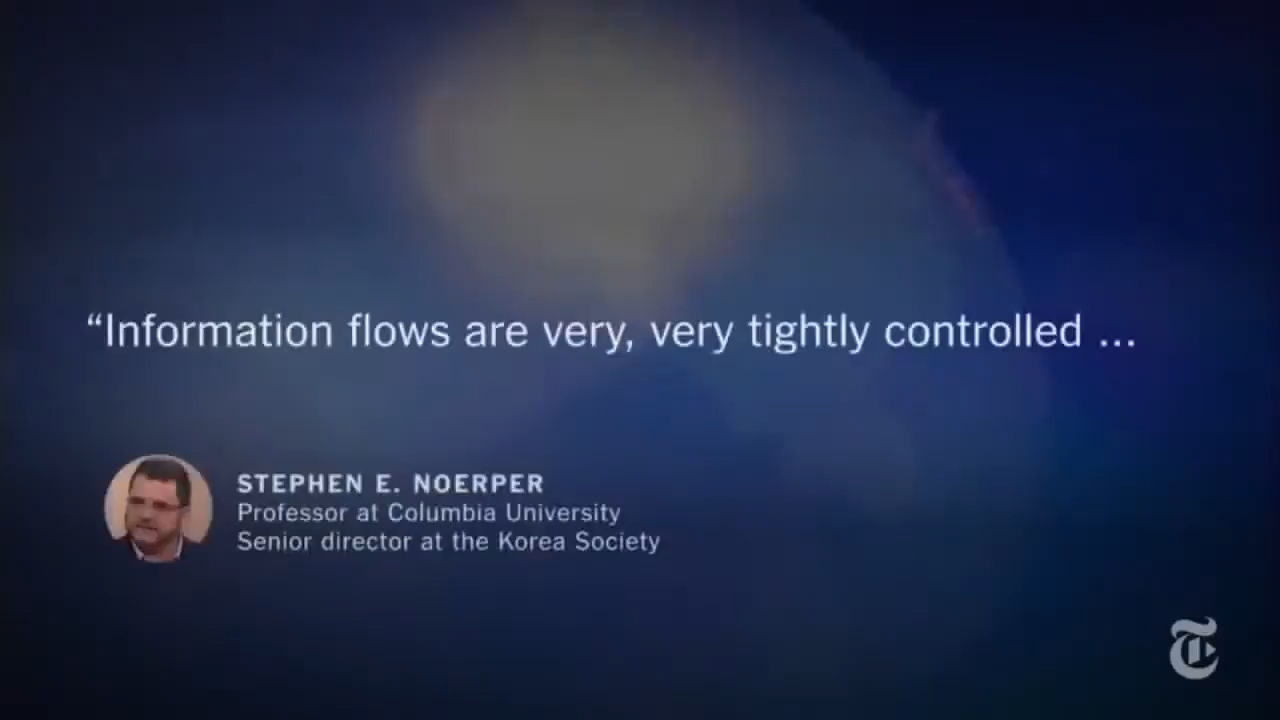 “Information flows are very, very tightly controlled ...
STEPHEN E. NOERPER
Professor at Columbia University
Senior director at the Korea Society
T